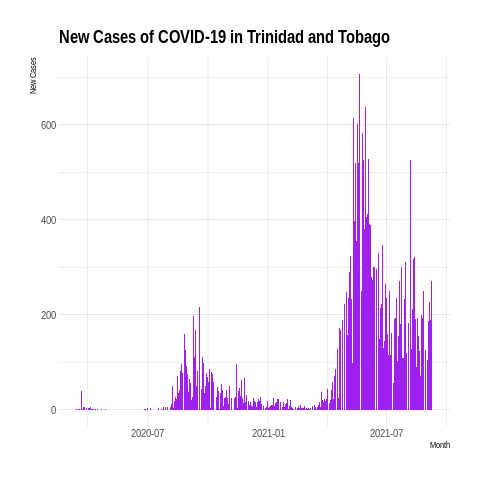 New Cases of COVID-19 in Trinidad and Tobago
New Cases
600
400
200
0
2020-07
2021-01
2021-07
Month